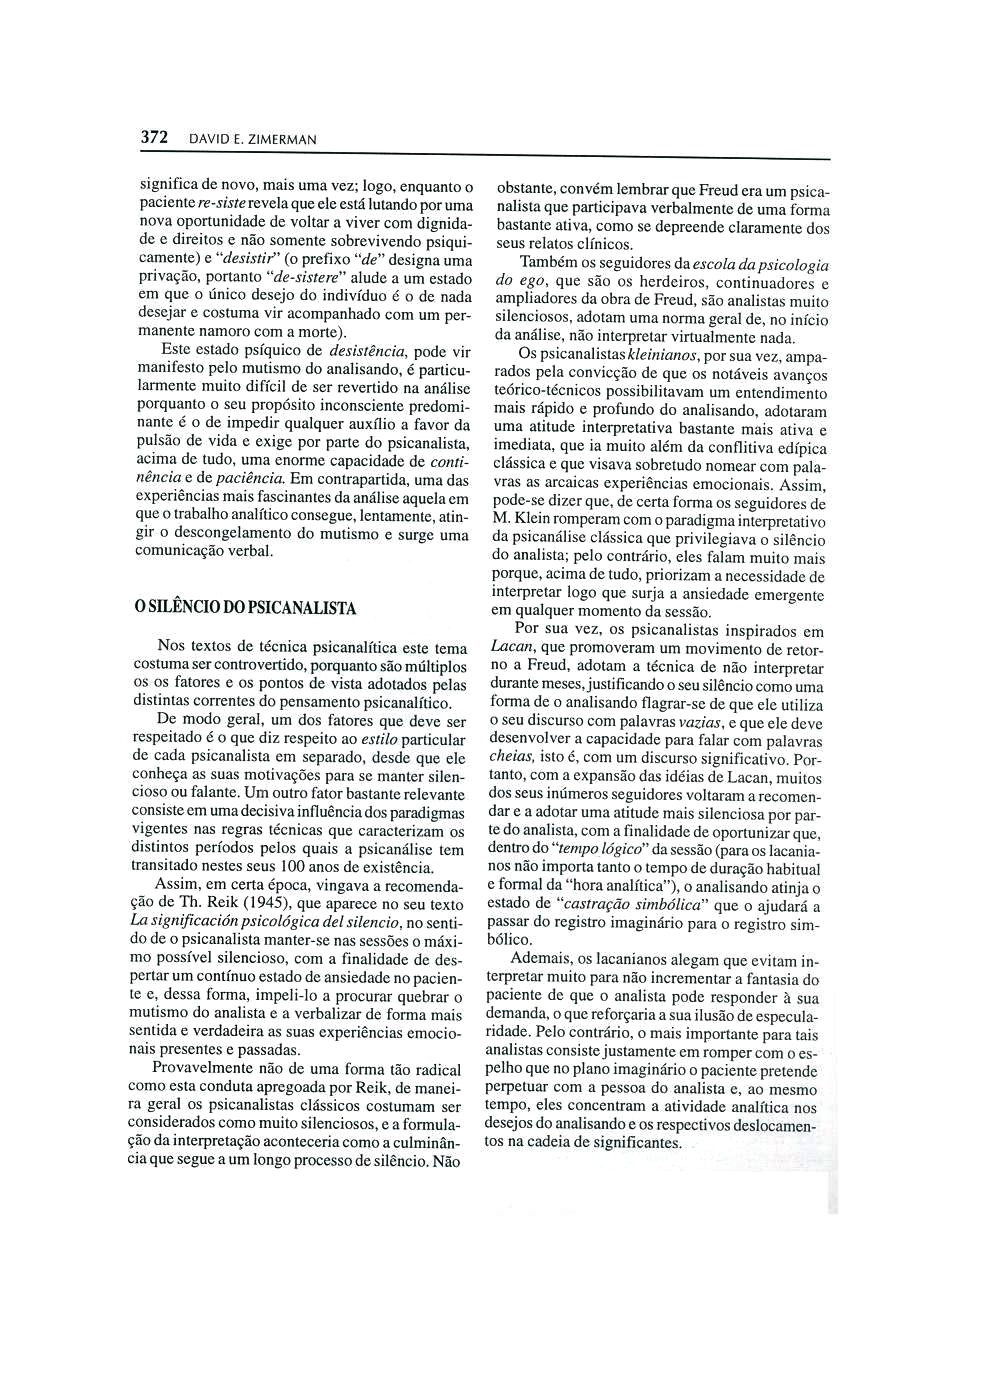 372 DAVID E. ZIMERMAN
significa de novo, mais uma vez; logo, enquanto o
paciente re-siste revela que ele está lutando por uma
nova oportunidade de voltar a viver com dignida-
de e direitos e não somente sobrevivendo psiqui-
camente) e “desistir” (o prefixo “de” designa uma
privação, portanto “de-sistere” alude a um estado
em que o único desejo do indivíduo é o de nada
desejar e costuma vir acompanhado com um per-
manente namoro com a morte).
Este estado psíquico de desistência, pode vir
manifesto pelo mutismo do analisando, é particu-
larmente muito difícil de ser revertido na análise
porquanto o seu propósito inconsciente predomi-
nante é o de impedir qualquer auxílio a favor da
pulsão de vida e exige por parte do psicanalista,
acima de tudo, uma enorme capacidade de conti-
nência e de paciência. Em contrapartida, uma das
experiências mais fascinantes da análise aquela em
que o trabalho analítico consegue, lentamente, atin-
gir o descongelamento do mutismo e surge uma
comunicação verbal.
O SILÊNCIO DO PSICANALISTA
Nos textos de técnica psicanalítica este tema
costuma ser controvertido, porquanto são múltiplos
os os fatores e os pontos de vista adotados pelas
distintas correntes do pensamento psicanalítico.
De modo geral, um dos fatores que deve ser
respeitado é o que diz respeito ao estilo particular
de cada psicanalista em separado, desde que ele
conheça as suas motivações para se manter silen-
cioso ou falante. Um outro fator bastante relevante
consiste em uma decisiva influência dos paradigmas
vigentes nas regras técnicas que caracterizam os
distintos períodos pelos quais a psicanálise tem
transitado nestes seus 100 anos de existência.
Assim, em certa época, vingava a recomenda-
ção de Th. Reik (1945), que aparece no seu texto
La significación psicológica del silencio, no senti-
do de o psicanalista manter-se nas sessões o máxi-
mo possível silencioso, com a finalidade de des-
pertar um contínuo estado de ansiedade no pacien-
te e, dessa forma, impeli-lo a procurar quebrar o
mutismo do analista e a verbalizar de forma mais
sentida e verdadeira as suas experiências emocio-
nais presentes e passadas.
Provavelmente não de uma forma tão radical
como esta conduta apregoada por Reik, de manei-
ra geral os psicanalistas clássicos costumam ser
considerados como muito silenciosos, e a formula-
ção da interpretação aconteceria como a culminân-
cia que segue a um longo processo de silêncio. Não
obstante, convém lembrar que Freud era um psica-
nalista que participava verbalmente de uma forma
bastante ativa, como se depreende claramente dos
seus relatos clínicos.
Também os seguidores da escola da psicologia
do ego, que são os herdeiros, continuadores e
ampliadores da obra de Freud, são analistas muito
silenciosos, adotam uma norma geral de, no início
da análise, não interpretar virtualmente nada.
Os psicanalistas kleinianos, por sua vez, ampa-
rados pela convicção de que os notáveis avanços
teórico-técnicos possibilitavam um entendimento
mais rápido e profundo do analisando, adotaram
uma atitude interpretativa bastante mais ativa e
imediata, que ia muito além da conflitiva edípica
clássica e que visava sobretudo nomear com pala-
vras as arcaicas experiências emocionais. Assim,
pode-se dizer que, de certa forma os seguidores de
M. Klein romperam com o paradigma interpretativo
da psicanálise clássica que privilegiava o silêncio
do analista; pelo contrário, eles falam muito mais
porque, acima de tudo, priorizam a necessidade de
interpretar logo que surja a ansiedade emergente
em qualquer momento da sessão.
Por sua vez, os psicanalistas inspirados em
Lacan, que promoveram um movimento de retor-
no a Freud, adotam a técnica de não interpretar
durante meses, justificando o seu silêncio como uma
forma de o analisando flagrar-se de que ele utiliza
o seu discurso com palavras vazias, e que ele deve
desenvolver a capacidade para falar com palavras
cheias, isto é, com um discurso significativo. Por-
tanto, com a expansão das idéias de Lacan, muitos
dos seus inúmeros seguidores voltaram a recomen-
dar e a adotar uma atitude mais silenciosa por par-
te do analista, com a finalidade de oportunizar que,
dentro do “tempo lógico” da sessão (para os lacania-
nos não importa tanto o tempo de duração habitual
e formal da “hora analítica”), o analisando atinja o
estado de “castração simbólica” que o ajudará a
passar do registro imaginário para o registro sim-
bólico.
Ademais, os lacanianos alegam que evitam in-
terpretar muito para não incrementar a fantasia do
paciente de que o analista pode responder à sua
demanda, o que reforçaria a sua ilusão de especula-
ridade. Pelo contrário, o mais importante para tais
analistas consiste justamente em romper com o es-
pelho que no plano imaginário o paciente pretende
perpetuar com a pessoa do analista e, ao mesmo
tempo, eles concentram a atividade analítica nos
desejos do analisando e os respectivos deslocamen-
tos na cadeia de significantes.